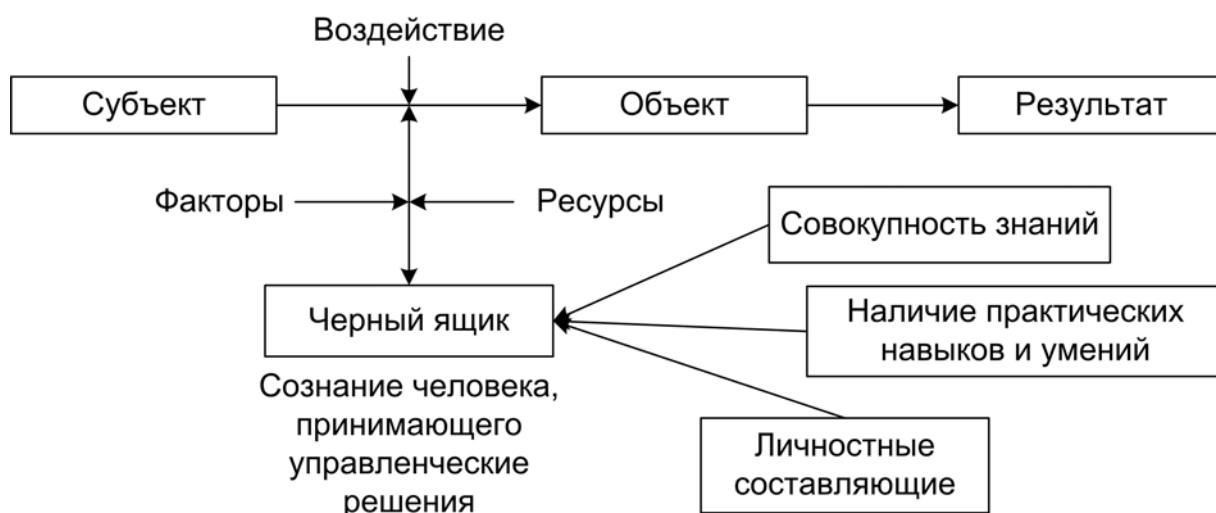 Воздействие
Субъект
Объект
Результат
Факторы
Ресурсы
Совокупность знаний
Черный ящик
Наличие практических
навыков и умений
Сознание человека,
принимающего
управленческие
решения
Личностные
составляющие